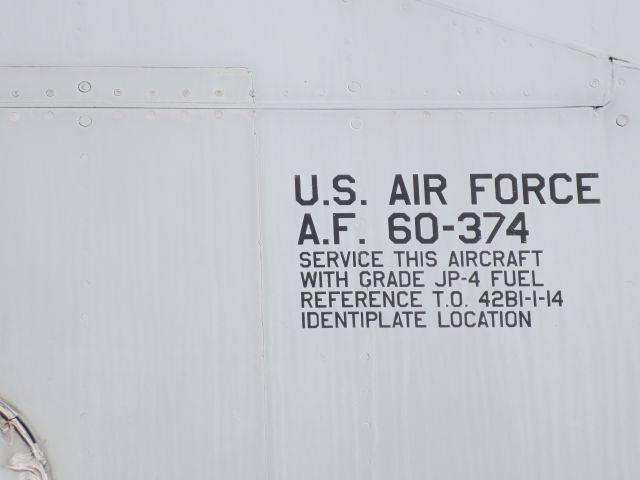 U.S. AIR FORCE
A.F. 60-374
SERVICE THIS AIRCRAFT
WITH GRADE JP-4 FUEL
REFERENCE T.O. 42B1-1-14
IDENTIPLATE LOCATION